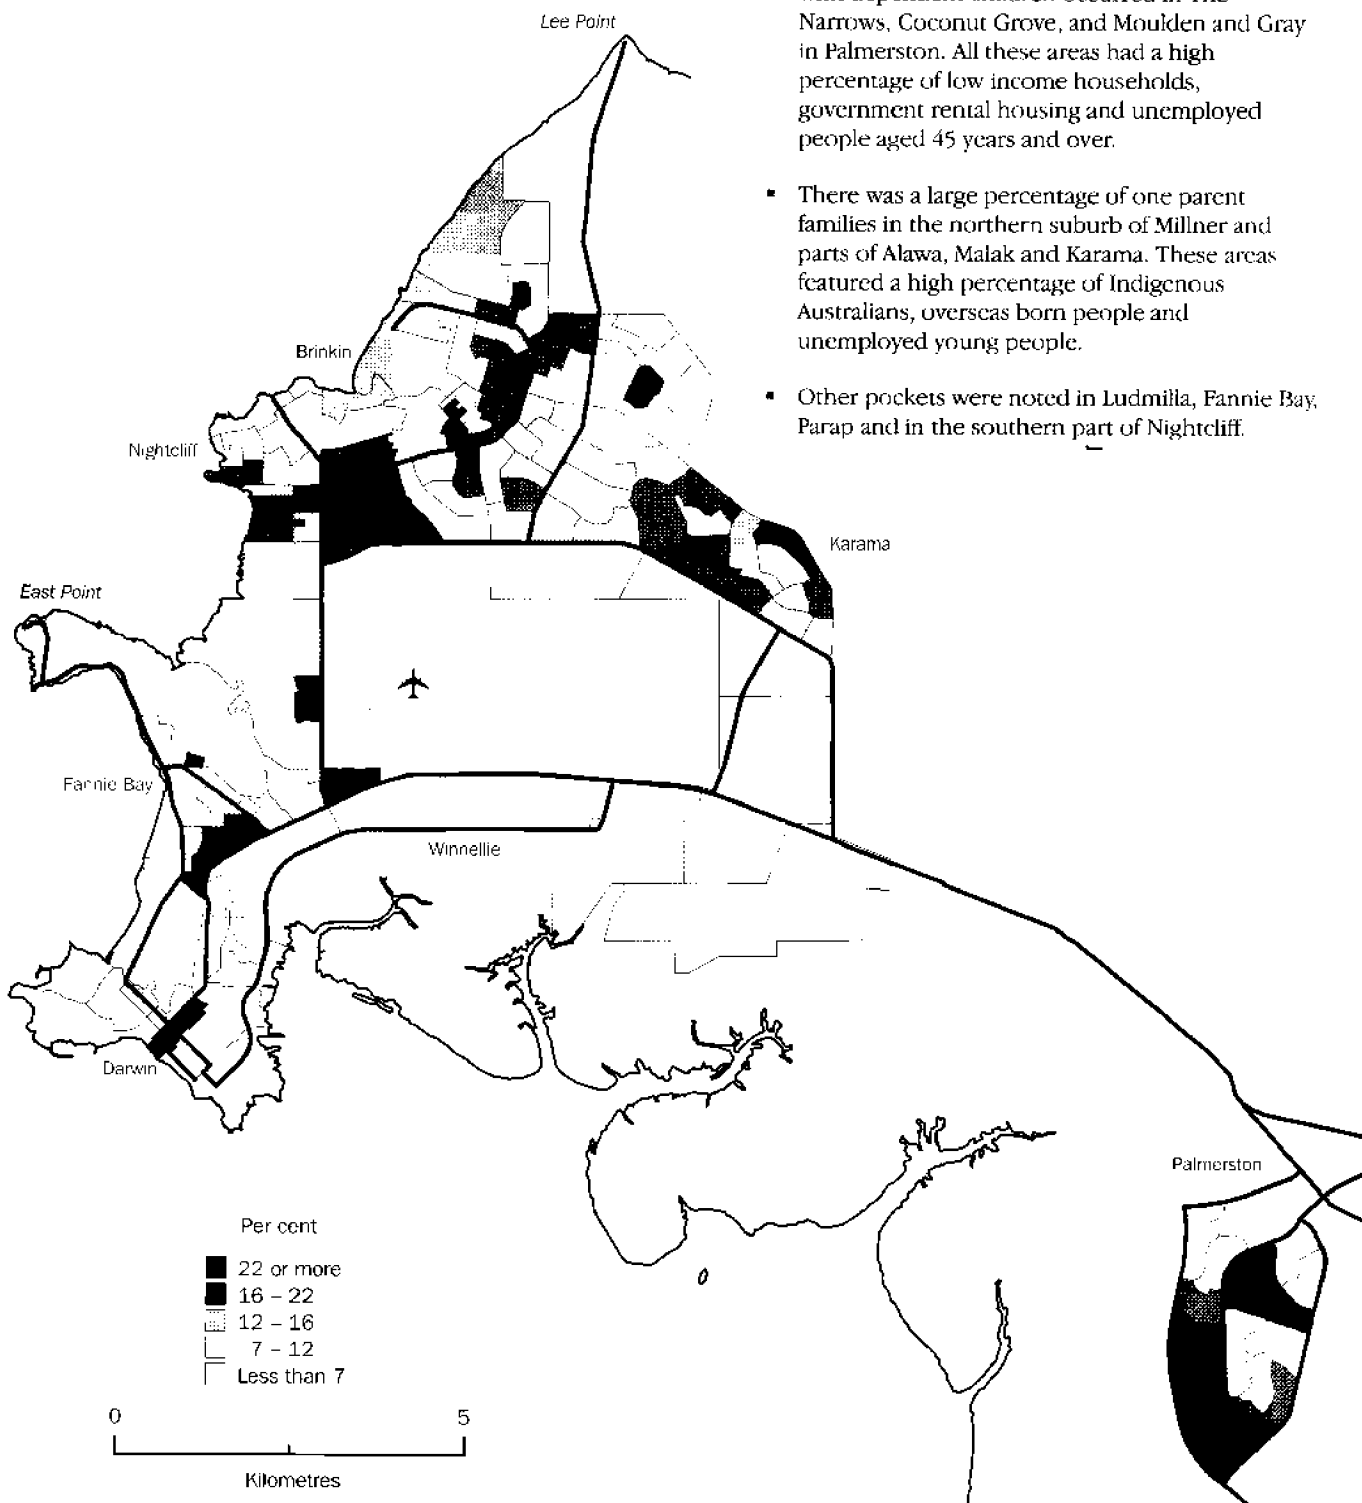 Lee Point
Narrows, Coconut Grove, and Moulden and Gray
in Palmerston. All these areas had a high
percentage of low income households,
government rental housing and unemployed
people aged 45 years and over.
▪ There was a large percentage of one parent
families in the northern suburb of Millner and
parts of Alawa, Malak and Karama. These areas
featured a high percentage of Indigenous
Australians, overseas born people and
unemployed young people.
▪ Other pockets were noted in Ludmilla, Fannie Bay,
Parap and in the southern part of Nightcliff.
Brinkin
Nightcliff
Karama
East Point
Fannie Bay
Winnellie
Darwin
Palmerston
Per cent
22 or more
16 – 22
12 – 16
7 – 12
Less than 7
0 5
Kilometres